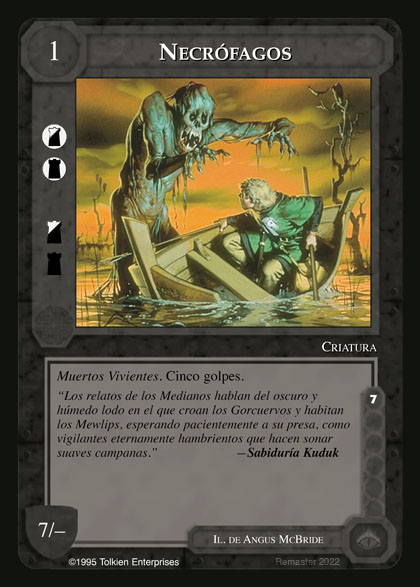 1
NECRÓFAGOS
CRIATURA
Muertos Vivientes. Cinco golpes.
“Los relatos de los Medianos hablan del oscuro y
húmedo lodo en el que croan los Gorcuervos y habitan
los Mewlips, esperando pacientemente a su presa, como
vigilantes eternamente hambrientos que hacen sonar
suaves campanas.” –Sabiduría Kuduk
7
7/–
IL. DE ANGUS MCBRIDE
©1995 Tolkien Enterprises
Remaster 2022